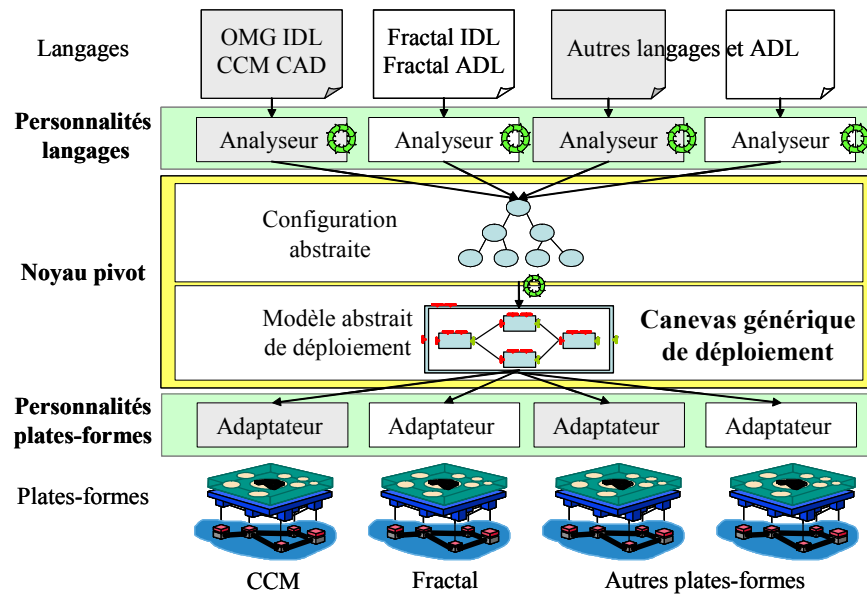 Langages
OMG IDL
CCM CAD
Fractal IDL
Fractal ADL
Autres langages et ADL
Personnalités
langages
Analyseur
Analyseur
Analyseur
Analyseur
Noyau pivot
Configuration
abstraite
Modèle abstrait
de déploiement
Canevas générique
de déploiement
Personnalités
plates-formes
Adaptateur
Adaptateur
Adaptateur
Adaptateur
Plates-formes
CCM
Fractal
Autres plates-formes